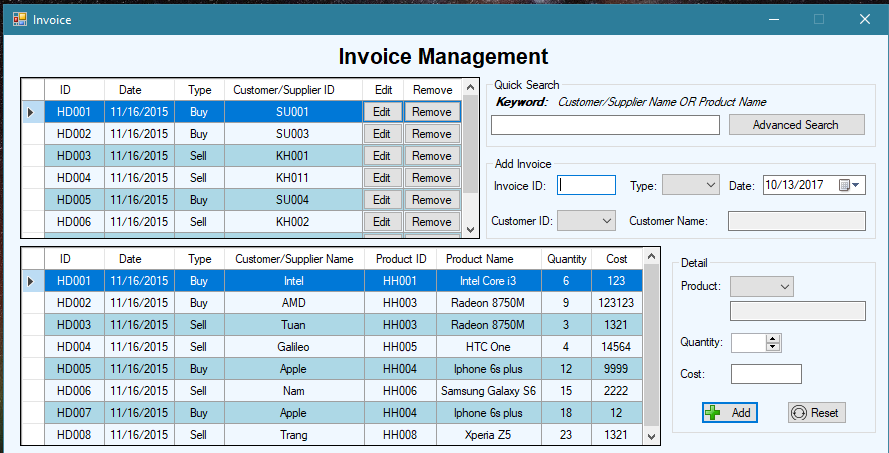 Invoice
Invoice Management
ID Date Type Customer/Supplier ID Edit Remove
HD001 11/16/2015 Buy SU001 Edit Remove
HD002 11/16/2015 Buy SU003 Edit Remove
HD003 11/16/2015 Sell KH001 Edit Remove
HD004 11/16/2015 Sell KH011 Edit Remove
HD005 11/16/2015 Buy SU004 Edit Remove
HD006 11/16/2015 Sell KH002 Edit Remove
Quick Search
Keyword: Customer/Supplier Name OR Product Name
Advanced Search
Add Invoice
Invoice ID: Type: Date: 10/13/2017
Customer ID: Customer Name:
ID Date Type Customer/Supplier Name Product ID Product Name Quantity Cost
HD001 11/16/2015 Buy Intel HH001 Intel Core i3 6 123
HD002 11/16/2015 Buy AMD HH003 Radeon 8750M 9 123123
HD003 11/16/2015 Sell Tuan HH003 Radeon 8750M 3 1321
HD004 11/16/2015 Sell Galileo HH005 HTC One 4 14564
HD005 11/16/2015 Buy Apple HH004 Iphone 6s plus 12 9999
HD006 11/16/2015 Sell Nam HH006 Samsung Galaxy S6 15 2222
HD007 11/16/2015 Buy Apple HH004 Iphone 6s plus 18 12
HD008 11/16/2015 Sell Trang HH008 Xperia Z5 23 1321
Detail
Product:
Quantity:
Cost:
Add Reset